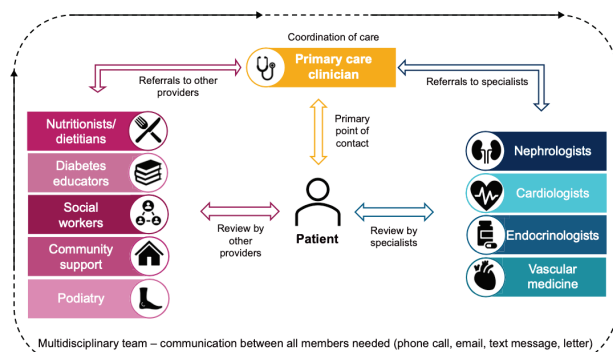 Coordination of care
Primary care
clinician
Referrals to other
providers
Referrals to specialists
Primary
point of
contact
Nutritionists/
dietitians
Diabetes
educators
Social
workers
Community
support
Podiatry
Review by
other
providers
Patient
Review by
specialists
Nephrologists
Cardiologists
Endocrinologists
Vascular
medicine
Multidisciplinary team – communication between all members needed (phone call, email, text message, letter)